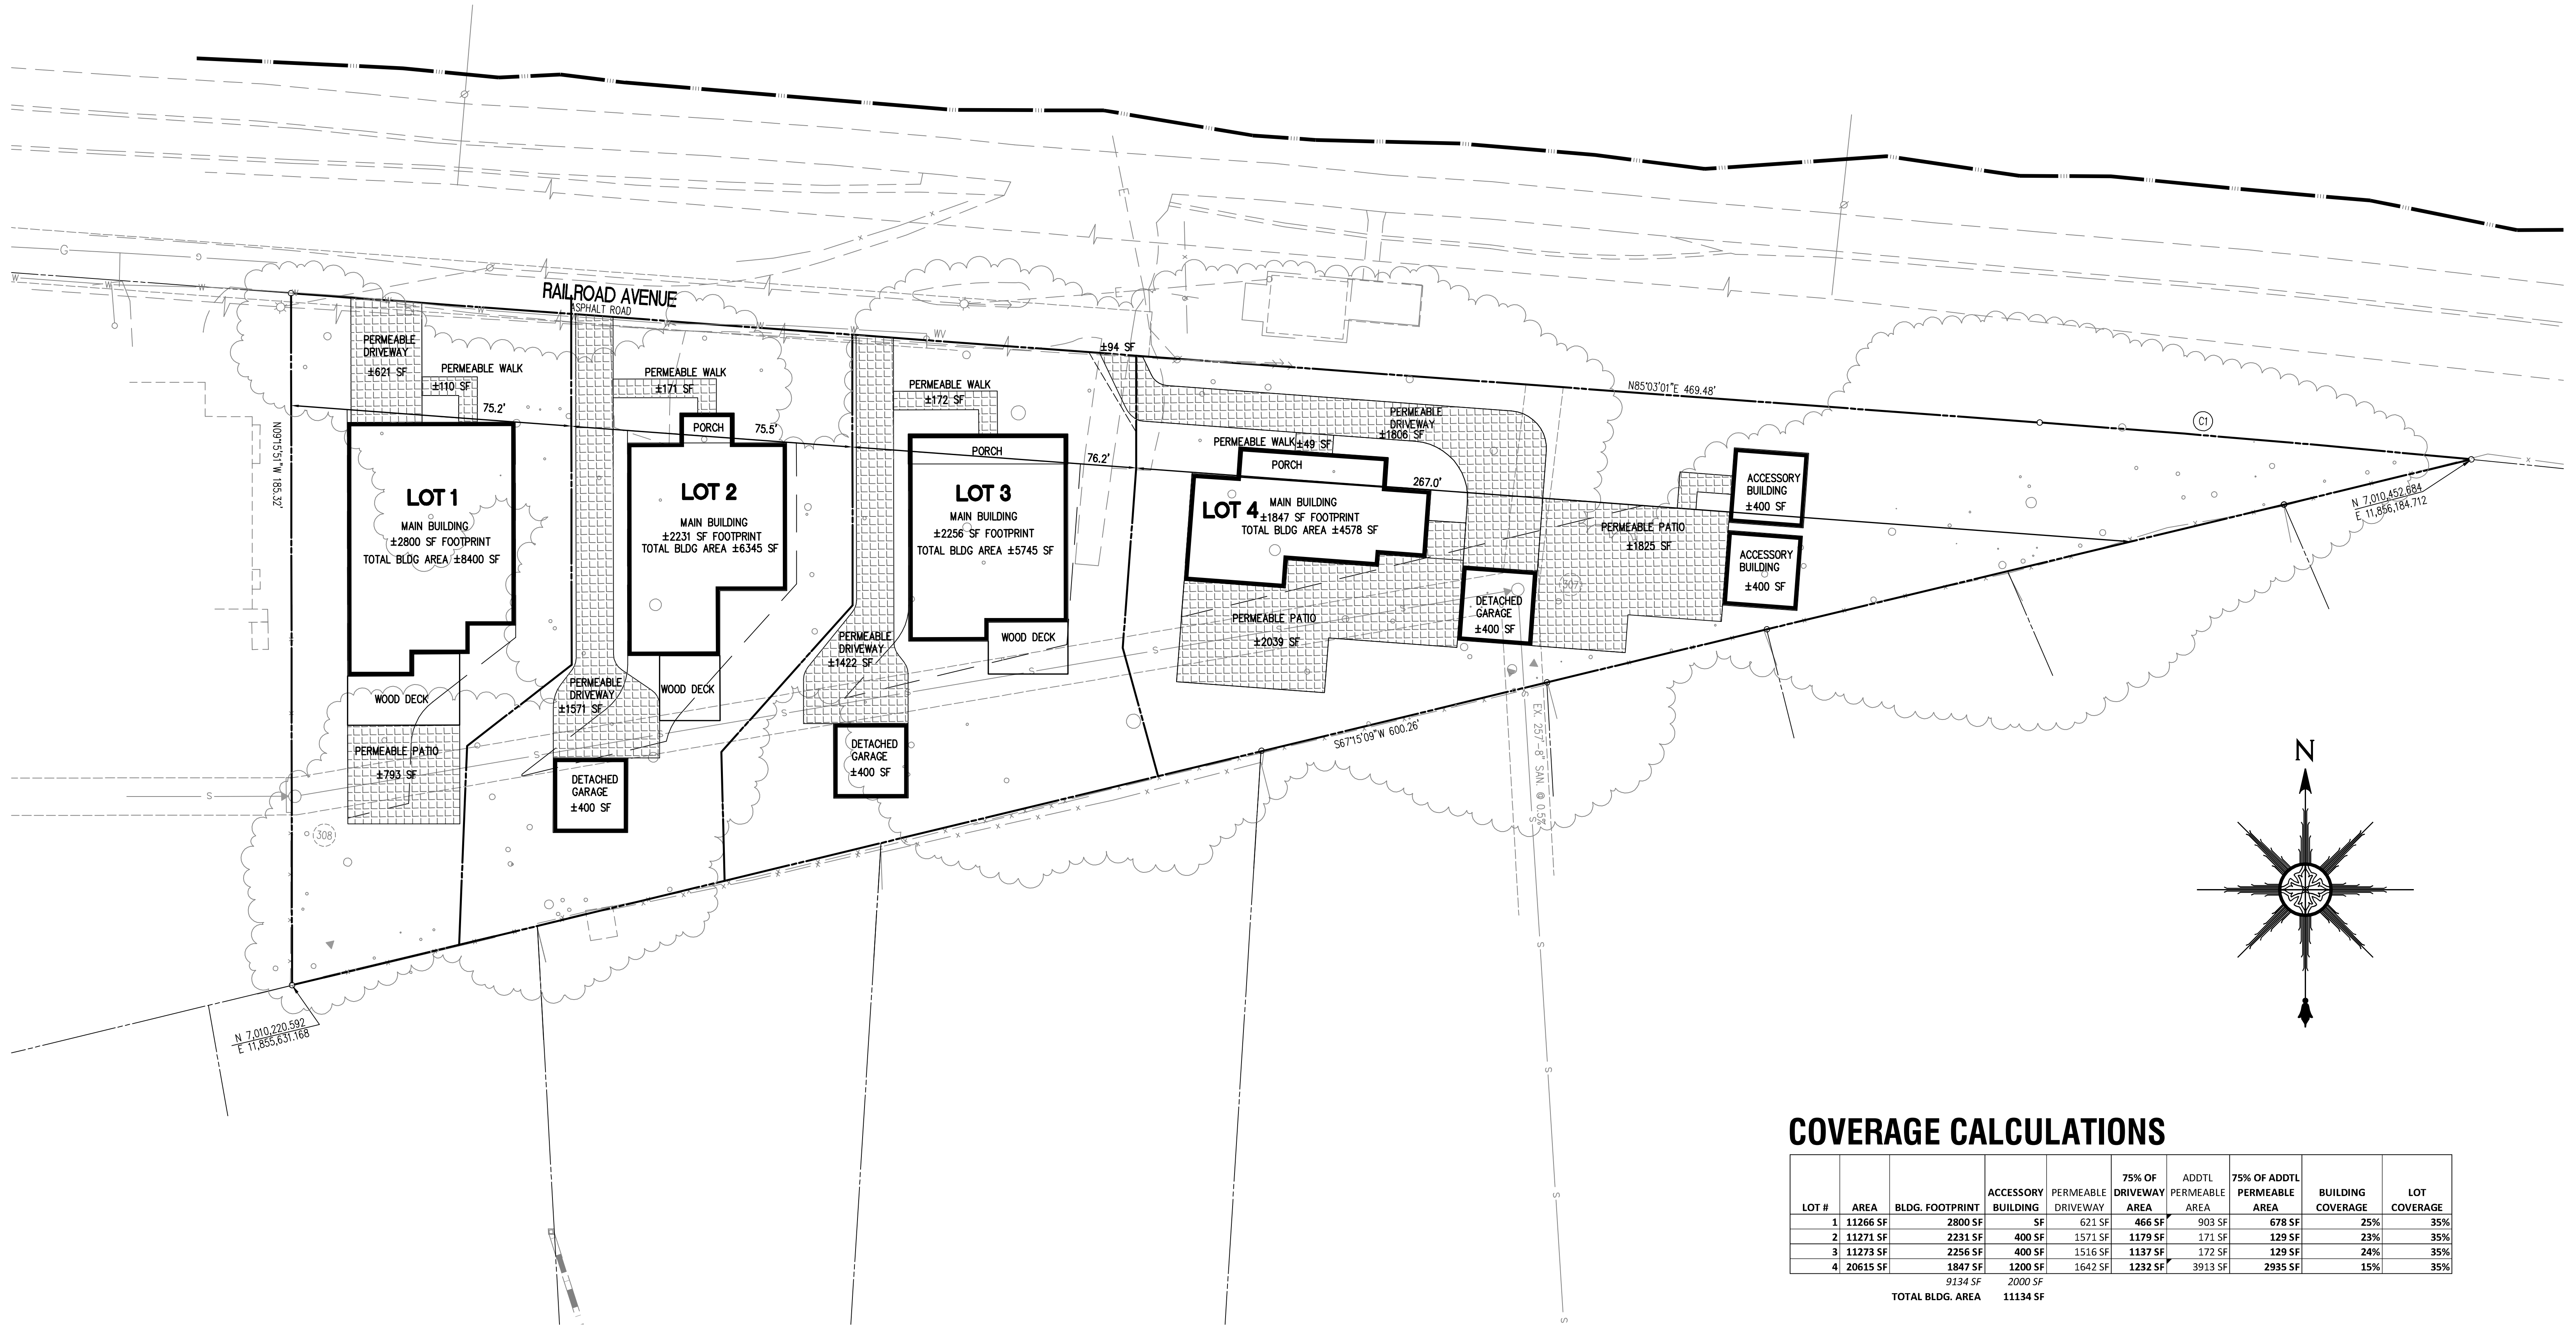 G
G
W
W
W
W
W
W
W
WV
E
E
RAILROAD AVENUE
ASPHALT ROAD
±94 SF
N85°03'01"E 469.48'
C1
N 7,010,452.684
E 11,856,184.712
N09°15'51"W 185.32'
PERMEABLE
DRIVEWAY
±621 SF
PERMEABLE WALK
±110 SF
75.2'
LOT 1
MAIN BUILDING
±2800 SF FOOTPRINT
TOTAL BLDG AREA ±8400 SF
WOOD DECK
PERMEABLE PATIO
±793 SF
PERMEABLE WALK
±171 SF
PORCH
75.5'
LOT 2
MAIN BUILDING
±2231 SF FOOTPRINT
TOTAL BLDG AREA ±6345 SF
PERMEABLE
DRIVEWAY
±1571 SF
WOOD DECK
DETACHED
GARAGE
±400 SF
PERMEABLE WALK
±172 SF
PORCH
76.2'
LOT 3
MAIN BUILDING
±2256 SF FOOTPRINT
TOTAL BLDG AREA ±5745 SF
PERMEABLE
DRIVEWAY
±1422 SF
WOOD DECK
DETACHED
GARAGE
±400 SF
PERMEABLE
DRIVEWAY
±1806 SF
PERMEABLE WALK
±49 SF
PORCH
267.0'
LOT 4
MAIN BUILDING
±1847 SF FOOTPRINT
TOTAL BLDG AREA ±4578 SF
PERMEABLE PATIO
±2039 SF
DETACHED
GARAGE
±400 SF
PERMEABLE PATIO
±1825 SF
ACCESSORY
BUILDING
±400 SF
ACCESSORY
BUILDING
±400 SF
307
308
S
S
S
S
S
S
S
S
S
S
S
S
S
S67°15'09"W 600.26'
EX. 257'-8" SAN. @ 0.5%
N 7,010,220.592
E 11,855,631.168
N
COVERAGE CALCULATIONS
LOT # AREA BLDG. FOOTPRINT ACCESSORY BUILDING PERMEABLE DRIVEWAY 75% OF DRIVEWAY AREA ADDTL PERMEABLE AREA 75% OF ADDTL PERMEABLE AREA BUILDING COVERAGE LOT COVERAGE
1 11266 SF 2800 SF SF 621 SF 466 SF 903 SF 678 SF 25% 35%
2 11271 SF 2231 SF 400 SF 1571 SF 1179 SF 171 SF 129 SF 23% 35%
3 11273 SF 2256 SF 400 SF 1516 SF 1137 SF 172 SF 129 SF 24% 35%
4 20615 SF 1847 SF 1200 SF 1642 SF 1232 SF 3913 SF 2935 SF 15% 35%
9134 SF 2000 SF
TOTAL BLDG. AREA 11134 SF